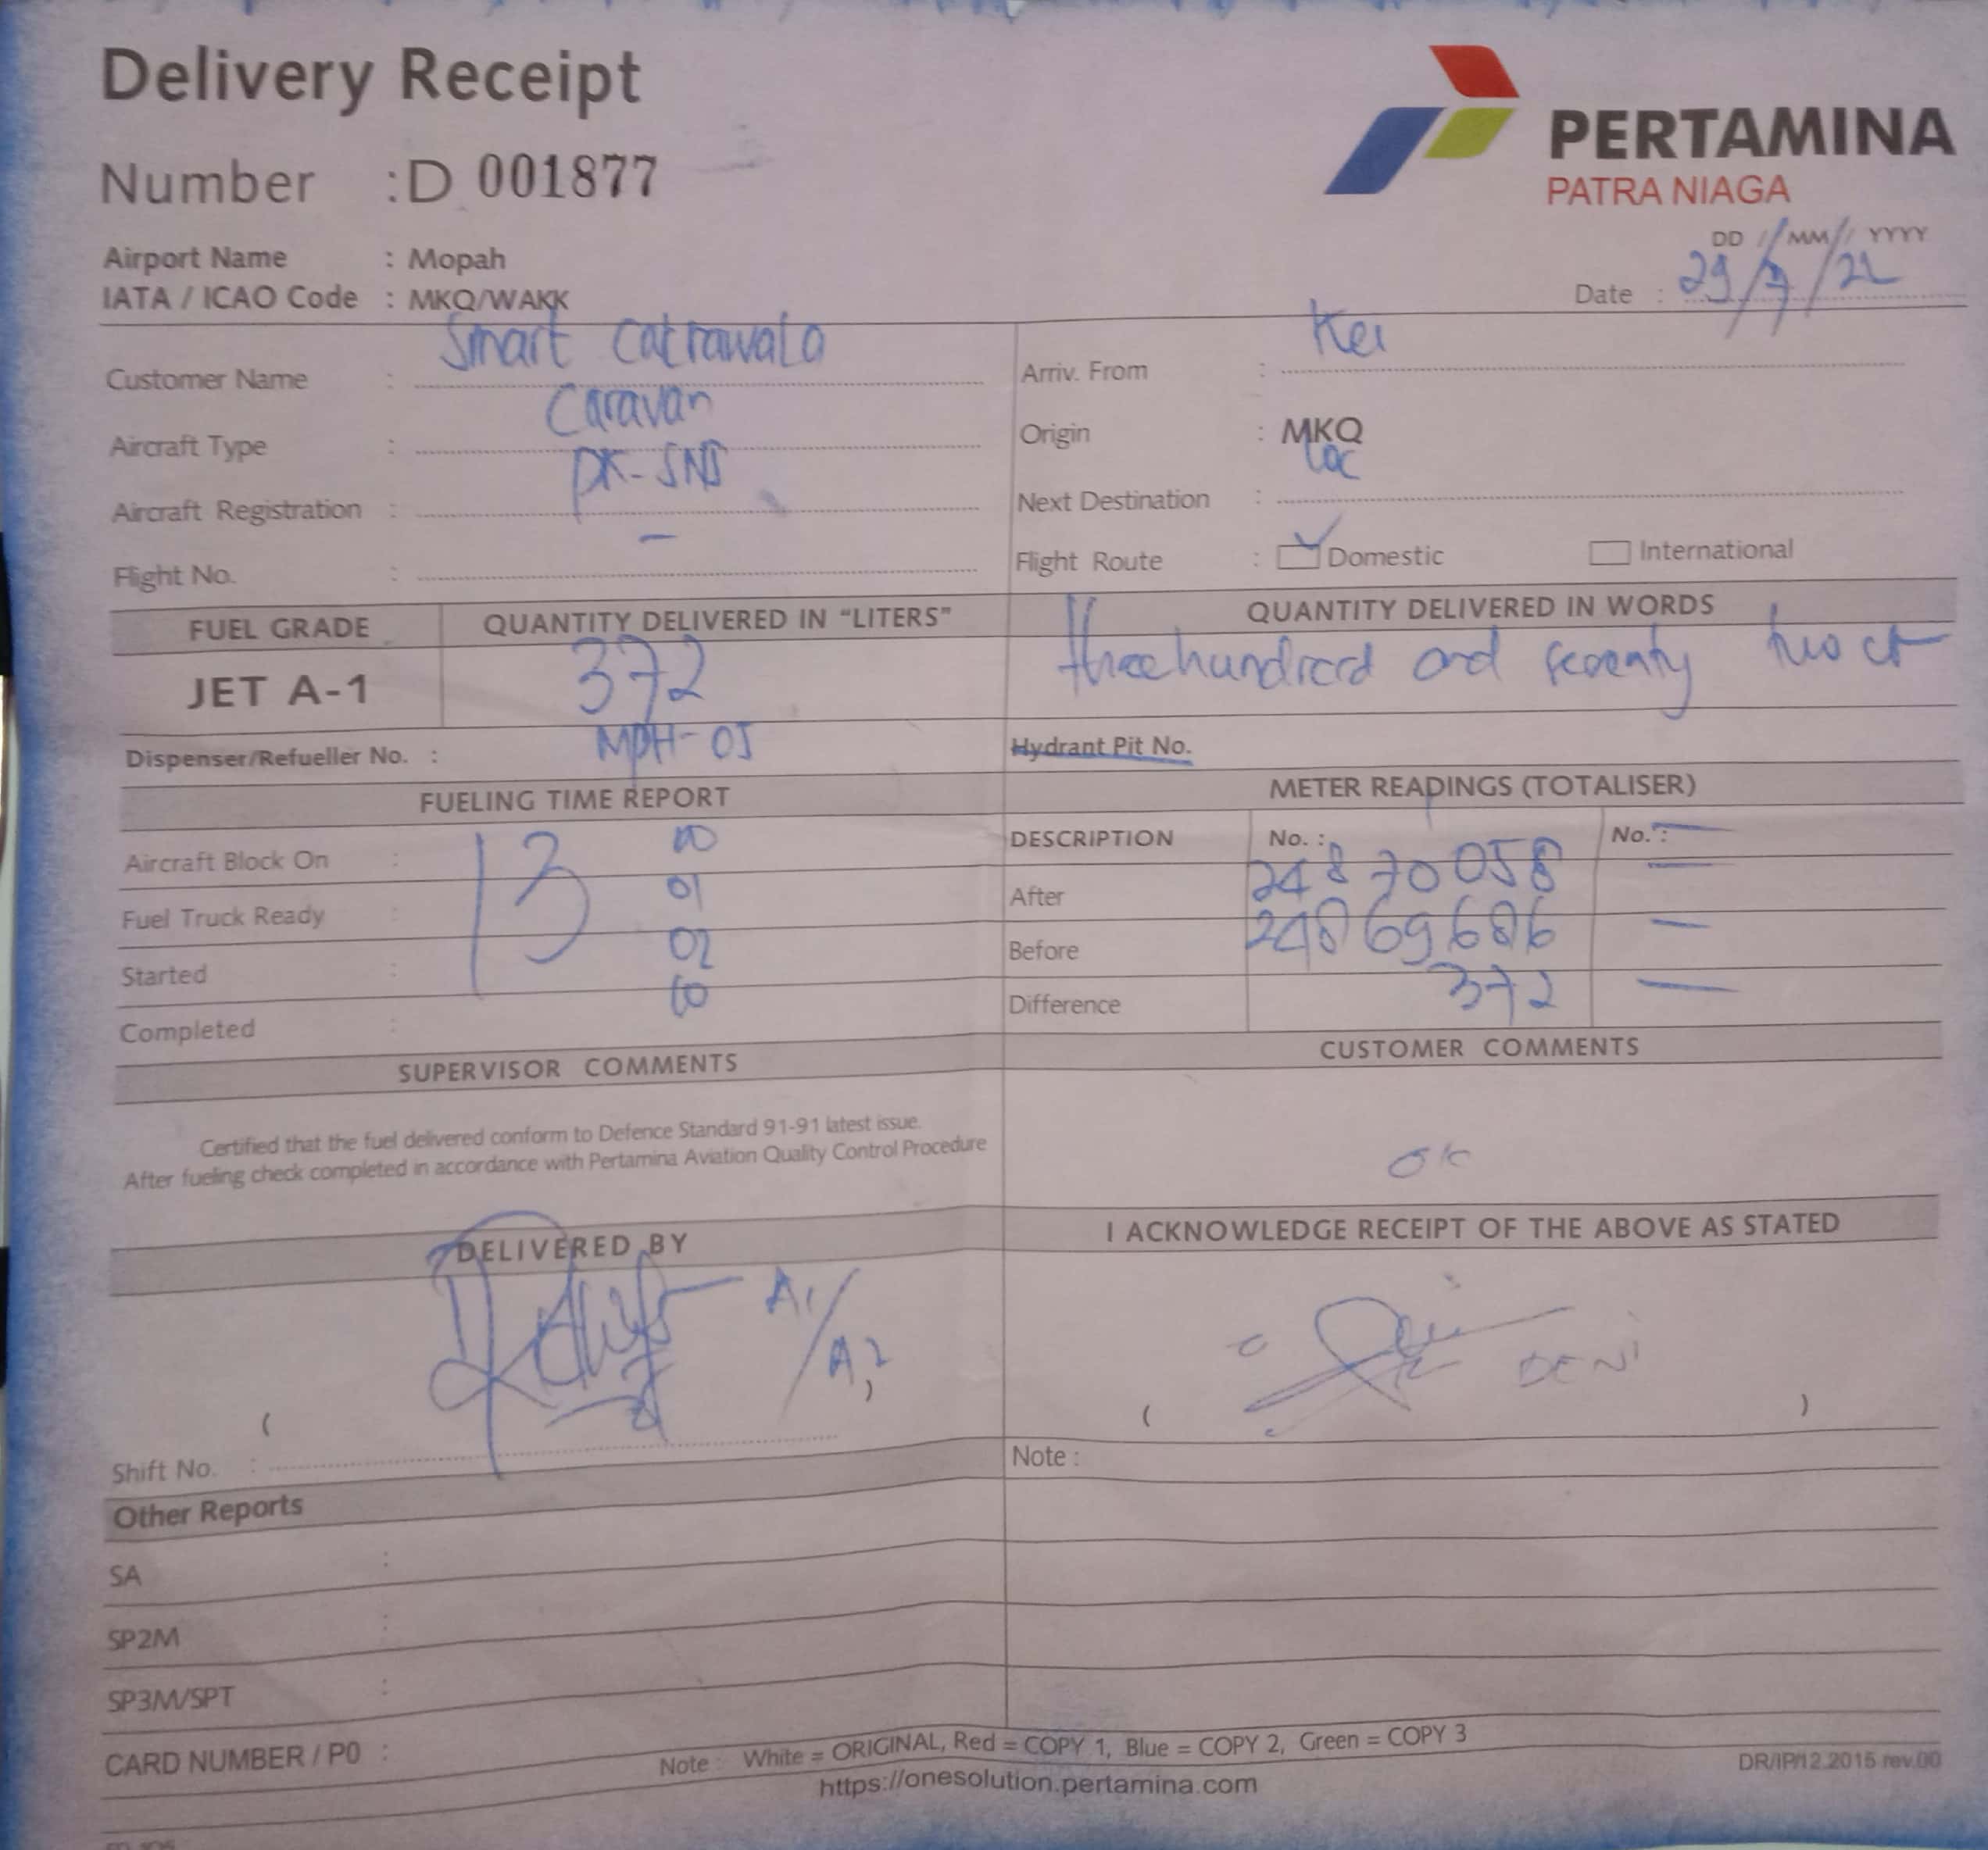 Delivery Receipt
Number : D 001877
PERTAMINA
PATRA NIAGA
Airport Name : Mopah
IATA / ICAO Code : MKQ/WAKK
DD / MM / YYYY
Date : 29/7/22
Customer Name : Smart Catrawala
Aircraft Type : Caravan
Aircraft Registration : PK-SNS
Flight No. : –
Arriv. From : Kei
Origin : MKQ
Next Destination : Loc
Flight Route : Domestic International
FUEL GRADE QUANTITY DELIVERED IN “LITERS” QUANTITY DELIVERED IN WORDS
JET A-1 372 three hundred and seventy two
Dispenser/Refueller No. : MPH-05 Hydrant Pit No.
FUELING TIME REPORT
Aircraft Block On : 13 00
Fuel Truck Ready : 01
Started : 02
Completed :
METER READINGS (TOTALISER)
DESCRIPTION No. : No. : –
After 24870058 –
Before 24869686 –
Difference 372 –
SUPERVISOR COMMENTS
Certified that the fuel delivered conform to Defence Standard 91-91 latest issue.
After fueling check completed in accordance with Pertamina Aviation Quality Control Procedure
CUSTOMER COMMENTS
OK
DELIVERED BY
A1/A2
( )
Shift No. :
I ACKNOWLEDGE RECEIPT OF THE ABOVE AS STATED
DENI
( )
Note :
Other Reports
SA :
SP2M :
SP3M/SPT :
CARD NUMBER / P0 :
Note : White = ORIGINAL, Red = COPY 1, Blue = COPY 2, Green = COPY 3
https://onesolution.pertamina.com
DR/IP/12.2015 rev.00